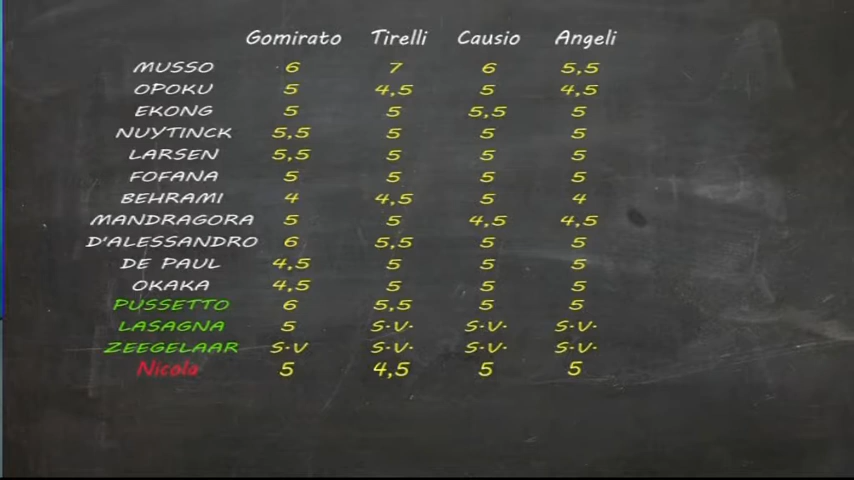 Gomirato Tirelli Causio Angeli
MUSSO 6 7 6 5,5
OPOKU 5 4,5 5 4,5
EKONG 5 5 5,5 5
NUYTINCK 5,5 5 5 5
LARSEN 5,5 5 5 5
FOFANA 5 5 5 5
BEHRAMI 4 4,5 5 4
MANDRAGORA 5 5 4,5 4,5
D'ALESSANDRO 6 5,5 5 5
DE PAUL 4,5 5 5 5
OKAKA 4,5 5 5 5
PUSSETTO 6 5,5 5 5
LASAGNA 5 S.V. S.V. S.V.
ZEEGELAAR S.V S.V. S.V. S.V.
Nicola 5 4,5 5 5